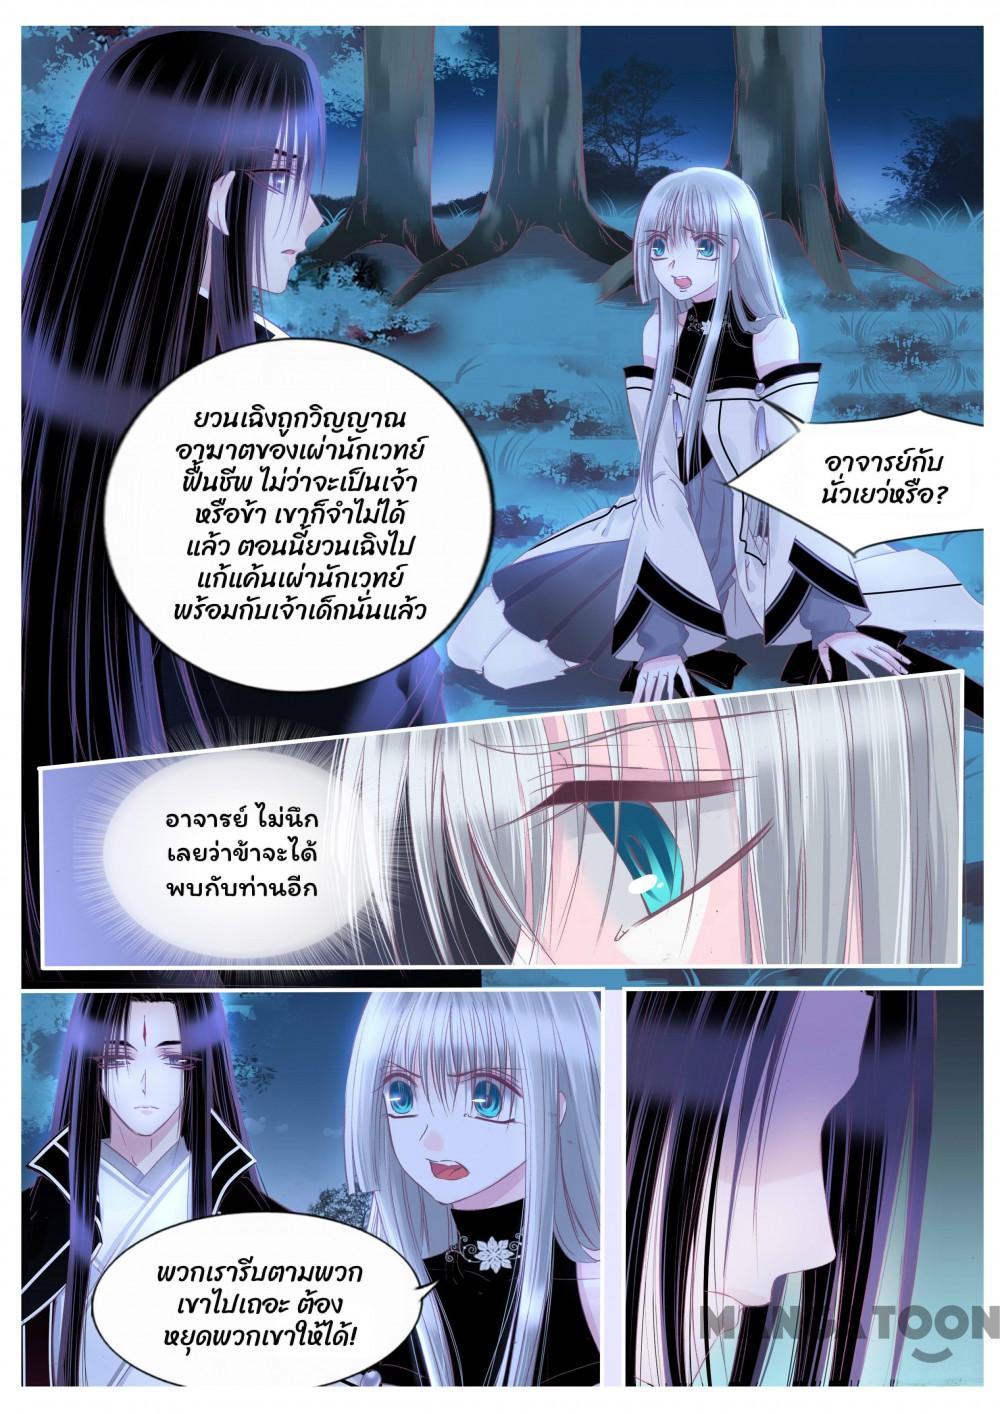 ยวนเฉิงถูกวิญญาณ
อาฆาตของเผ่านักเวทย์
ฟื้นชีพ ไม่ว่าจะเป็นเจ้า
หรือข้า เขาก็จำไม่ได้
แล้ว ตอนนี้ยวนเฉิงไป
แก้แค้นเผ่านักเวทย์
พร้อมกับเจ้าเด็กนั่นแล้ว
อาจารย์กับ
นั่วเยว่หรือ?
อาจารย์ ไม่นึก
เลยว่าข้าจะได้
พบกับท่านอีก
พวกเรารีบตามพวก
เขาไปเถอะ ต้อง
หยุดพวกเขาให้ได้!
MANGATOON